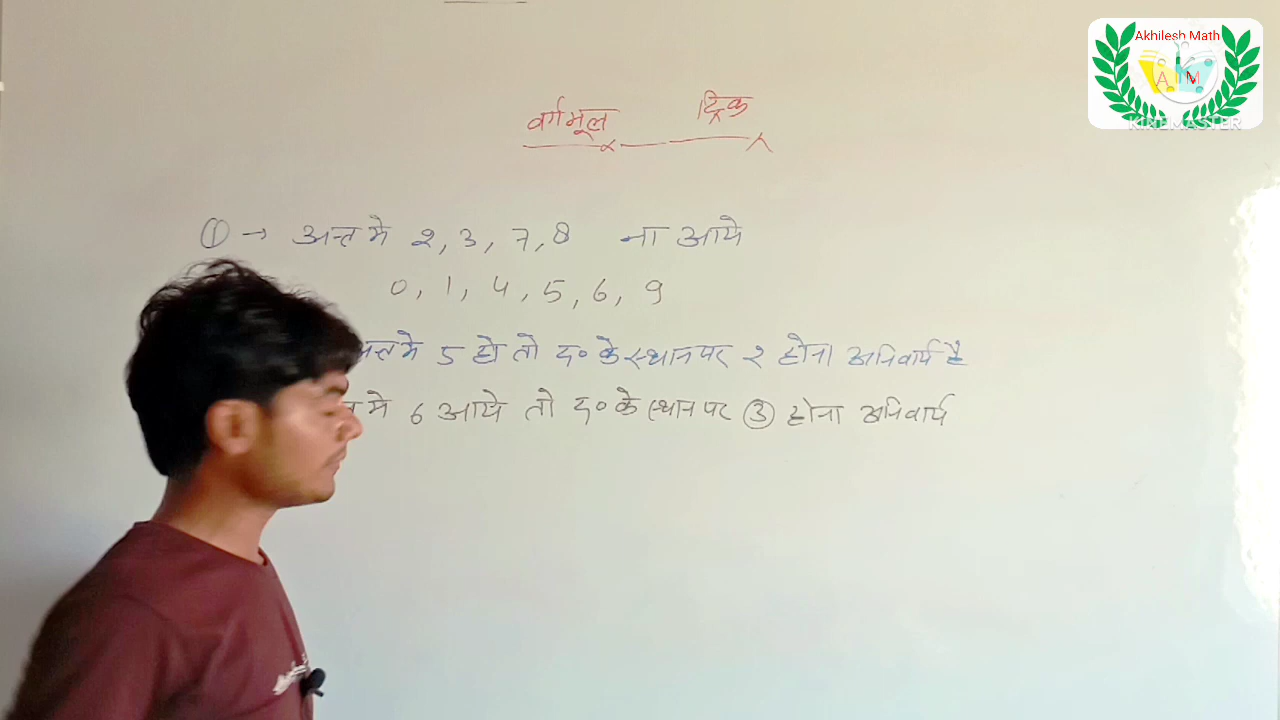 Akhilesh Math
A M
KINEMASTER
वर्गमूल ट्रिक
① → अन्त मे 2, 3, 7, 8 ना आये
0, 1, 4, 5, 6, 9
मे 5 हो तो द० के स्थान पर 2 होना अनिवार्य है
मे 6 आये तो द० के स्थान पर ③ होना अनिवार्य